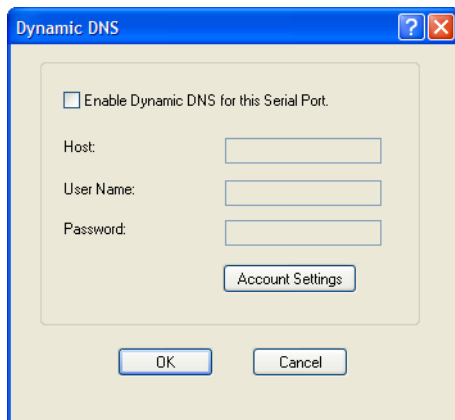 Dynamic DNS
Enable Dynamic DNS for this Serial Port.
Host:
User Name:
Password:
Account Settings
OK Cancel